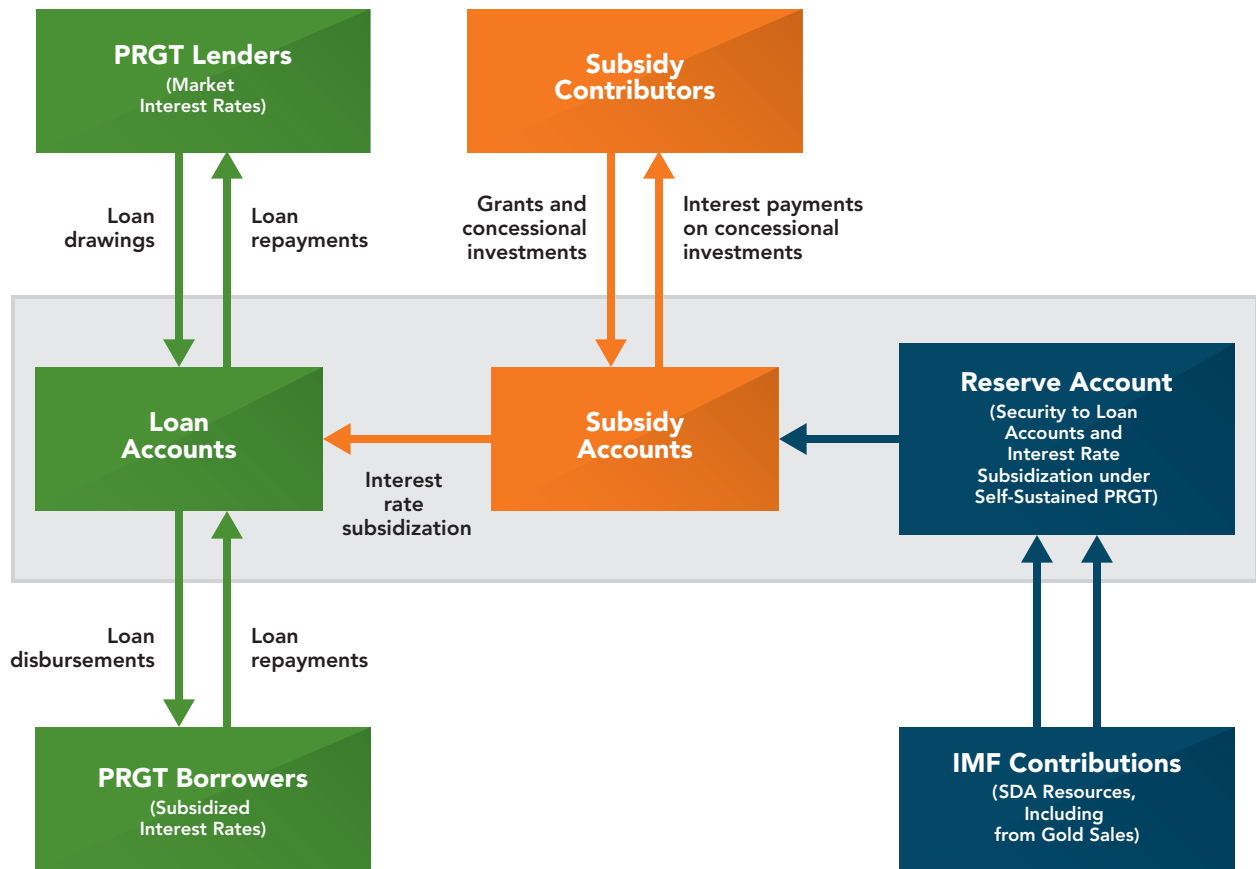 PRGT Lenders
(Market
Interest Rates)
Subsidy
Contributors
Loan
drawings
Loan
repayments
Grants and
concessional
investments
Interest payments
on concessional
investments
Loan
Accounts
Interest
rate
subsidization
Subsidy
Accounts
Reserve Account
(Security to Loan
Accounts and
Interest Rate
Subsidization under
Self-Sustained PRGT)
Loan
disbursements
Loan
repayments
PRGT Borrowers
(Subsidized
Interest Rates)
IMF Contributions
(SDA Resources,
Including
from Gold Sales)